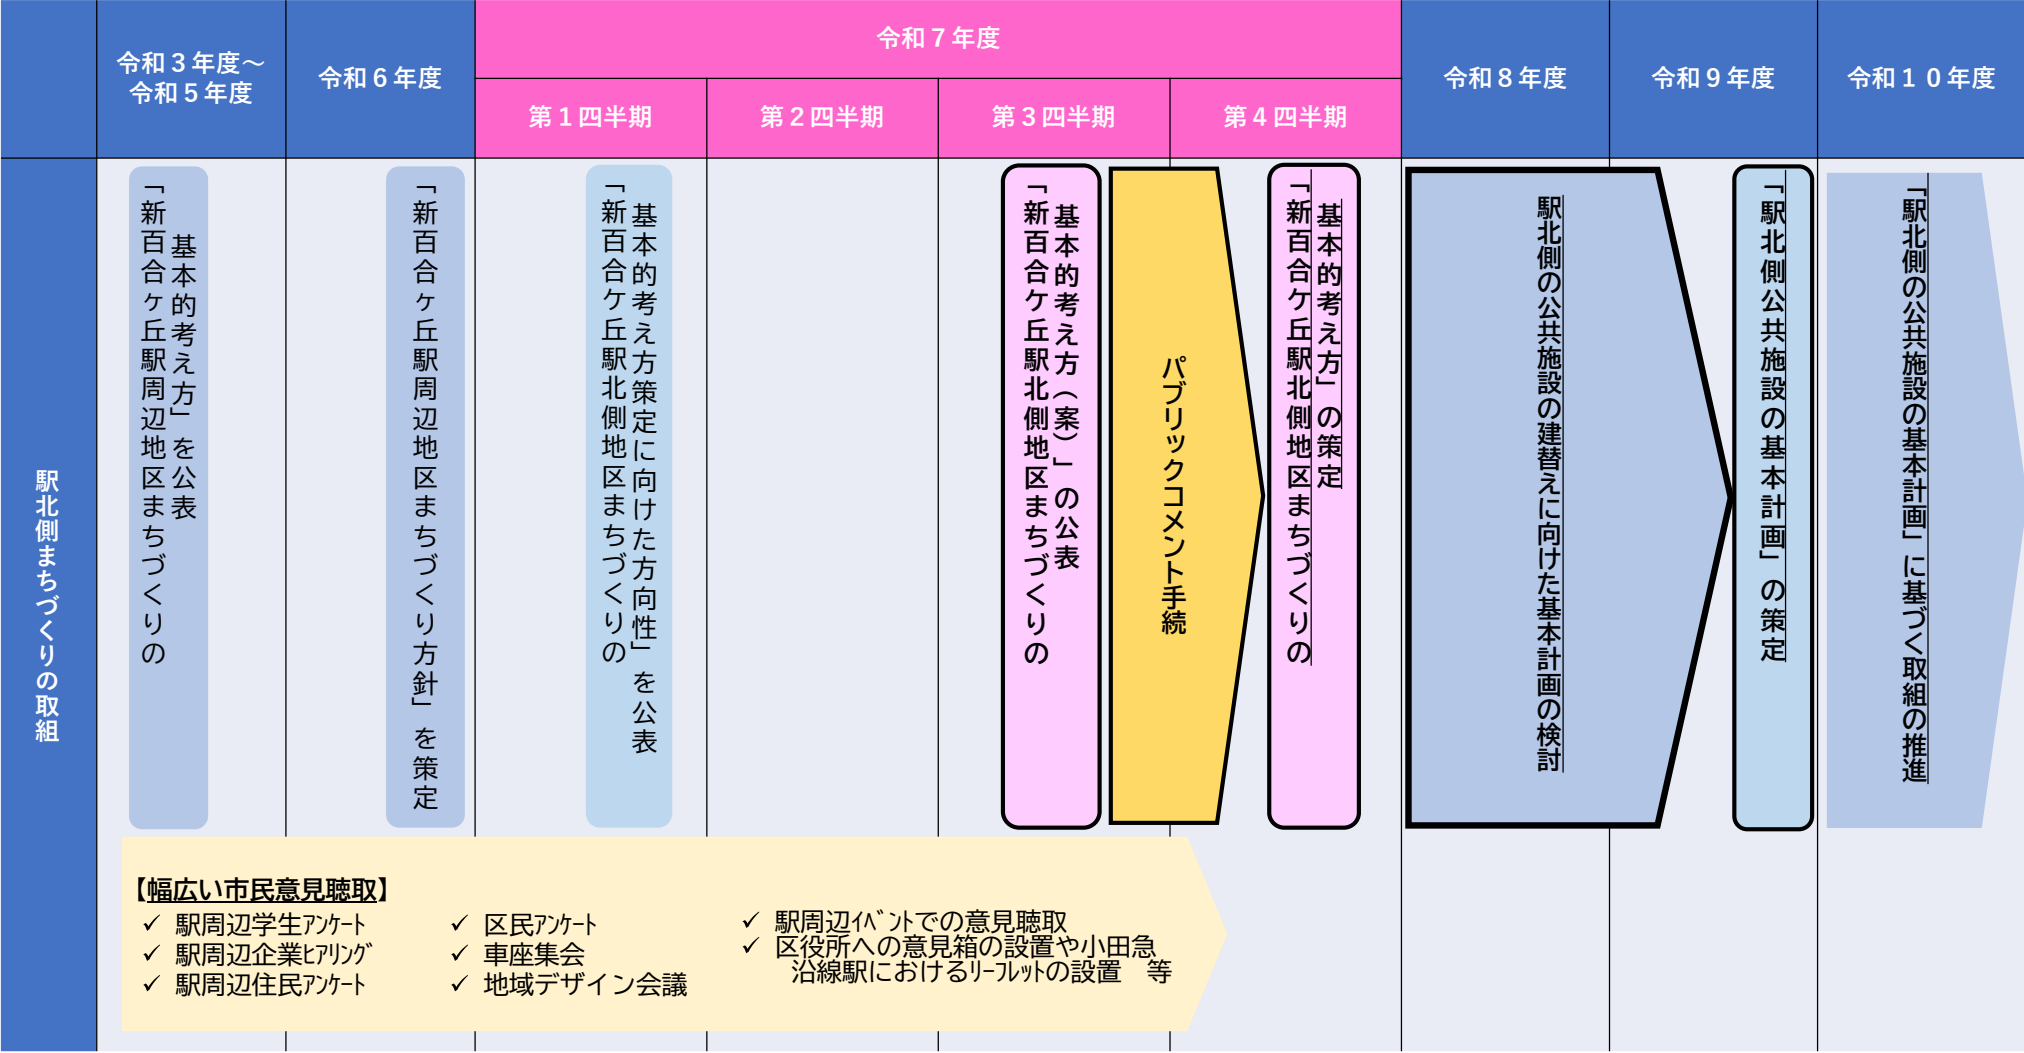 令和３年度～
令和５年度
令和６年度
令和７年度
第１四半期
第２四半期
第３四半期
第４四半期
令和８年度
令和９年度
令和１０年度
駅北側まちづくりの取組
「新百合ヶ丘駅周辺地区まちづくりの
基本的考え方」を公表
「新百合ヶ丘駅周辺地区まちづくり方針」を策定
「新百合ケ丘駅北側地区まちづくりの
基本的考え方策定に向けた方向性」を公表
「新百合ケ丘駅北側地区まちづくりの
基本的考え方（案）」の公表
パブリックコメント手続
「新百合ケ丘駅北側地区まちづくりの
基本的考え方」の策定
駅北側の公共施設の建替えに向けた基本計画の検討
「駅北側公共施設の基本計画」の策定
「駅北側の公共施設の基本計画」に基づく取組の推進
【幅広い市民意見聴取】
✓ 駅周辺学生ｱﾝｹｰﾄ
✓ 駅周辺企業ﾋｱﾘﾝｸﾞ
✓ 駅周辺住民ｱﾝｹｰﾄ
✓ 区民ｱﾝｹｰﾄ
✓ 車座集会
✓ 地域デザイン会議
✓ 駅周辺ｲﾍﾞﾝﾄでの意見聴取
✓ 区役所への意見箱の設置や小田急
沿線駅におけるﾘｰﾌﾚｯﾄの設置　等